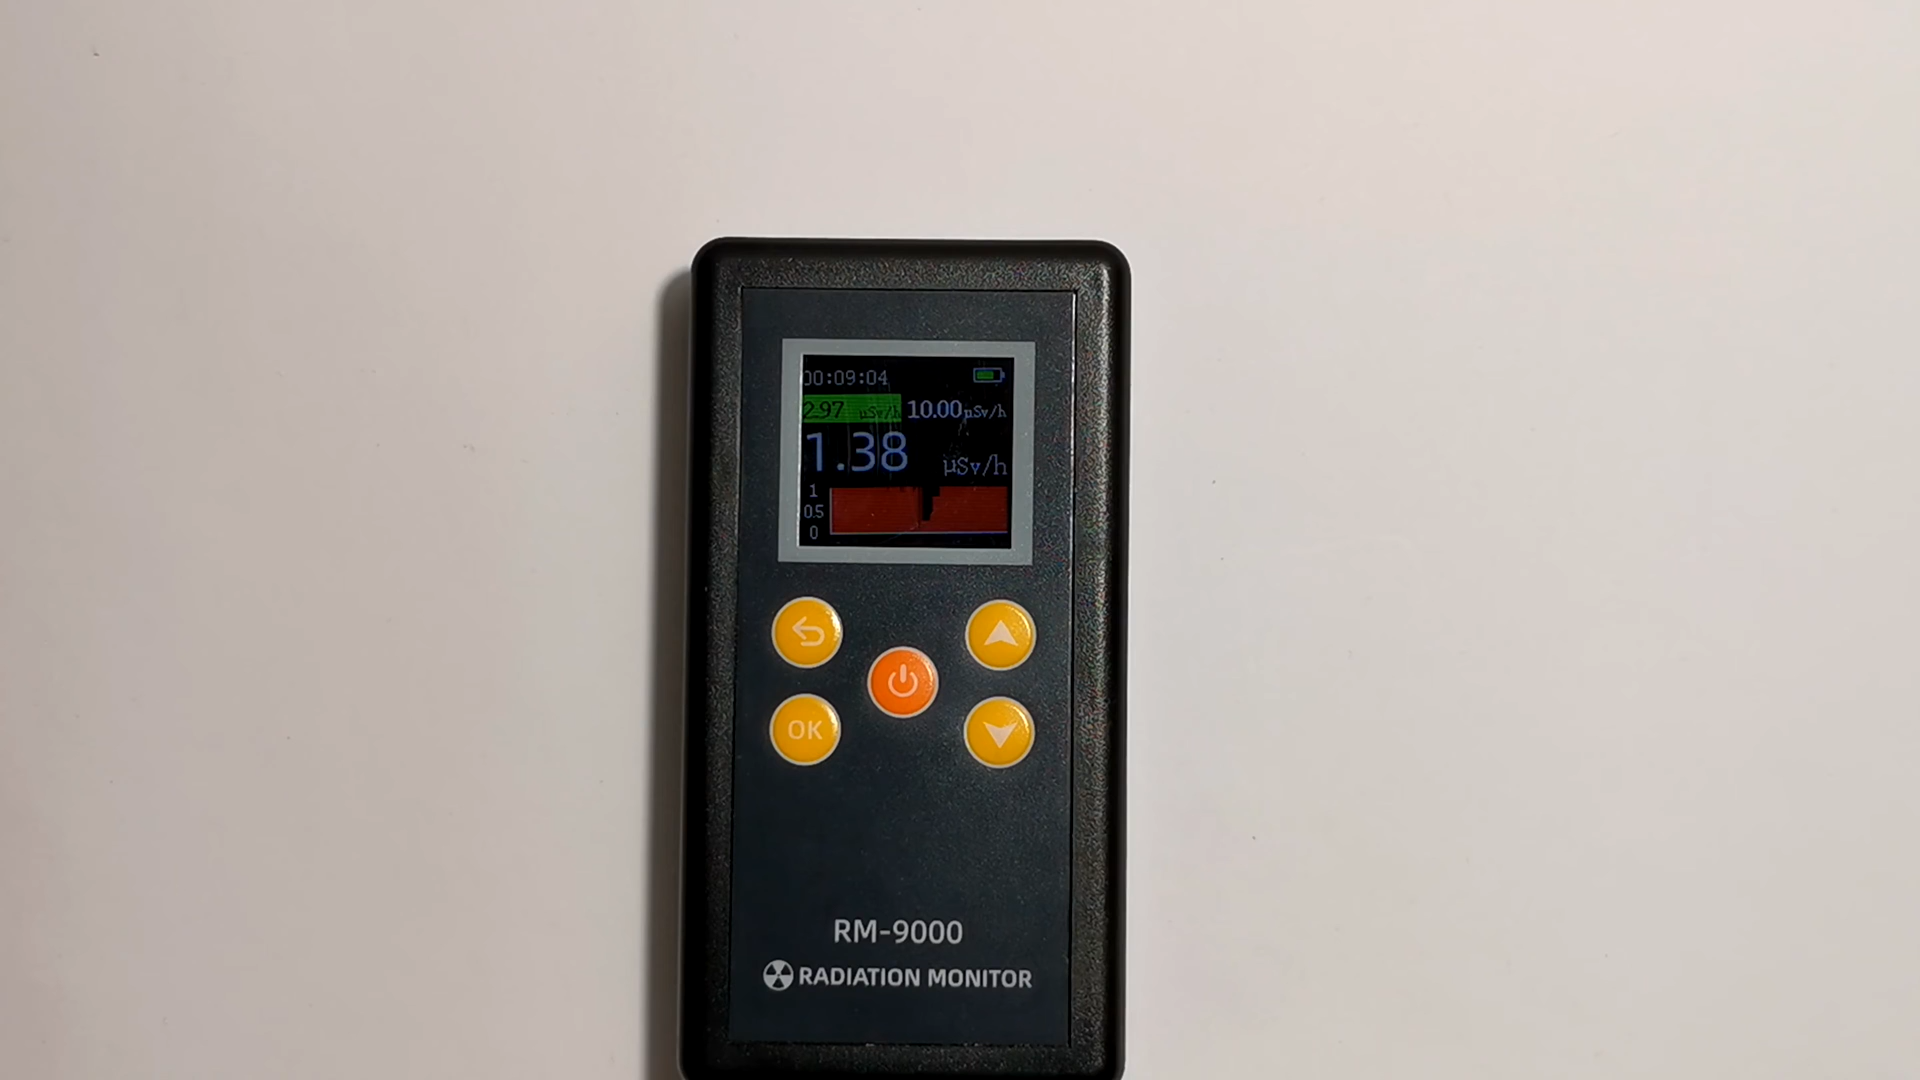 00:09:04
2.97 µSv/h 10.00 µSv/h
1.38 µSv/h
1
0.5
0
OK
RM-9000
RADIATION MONITOR